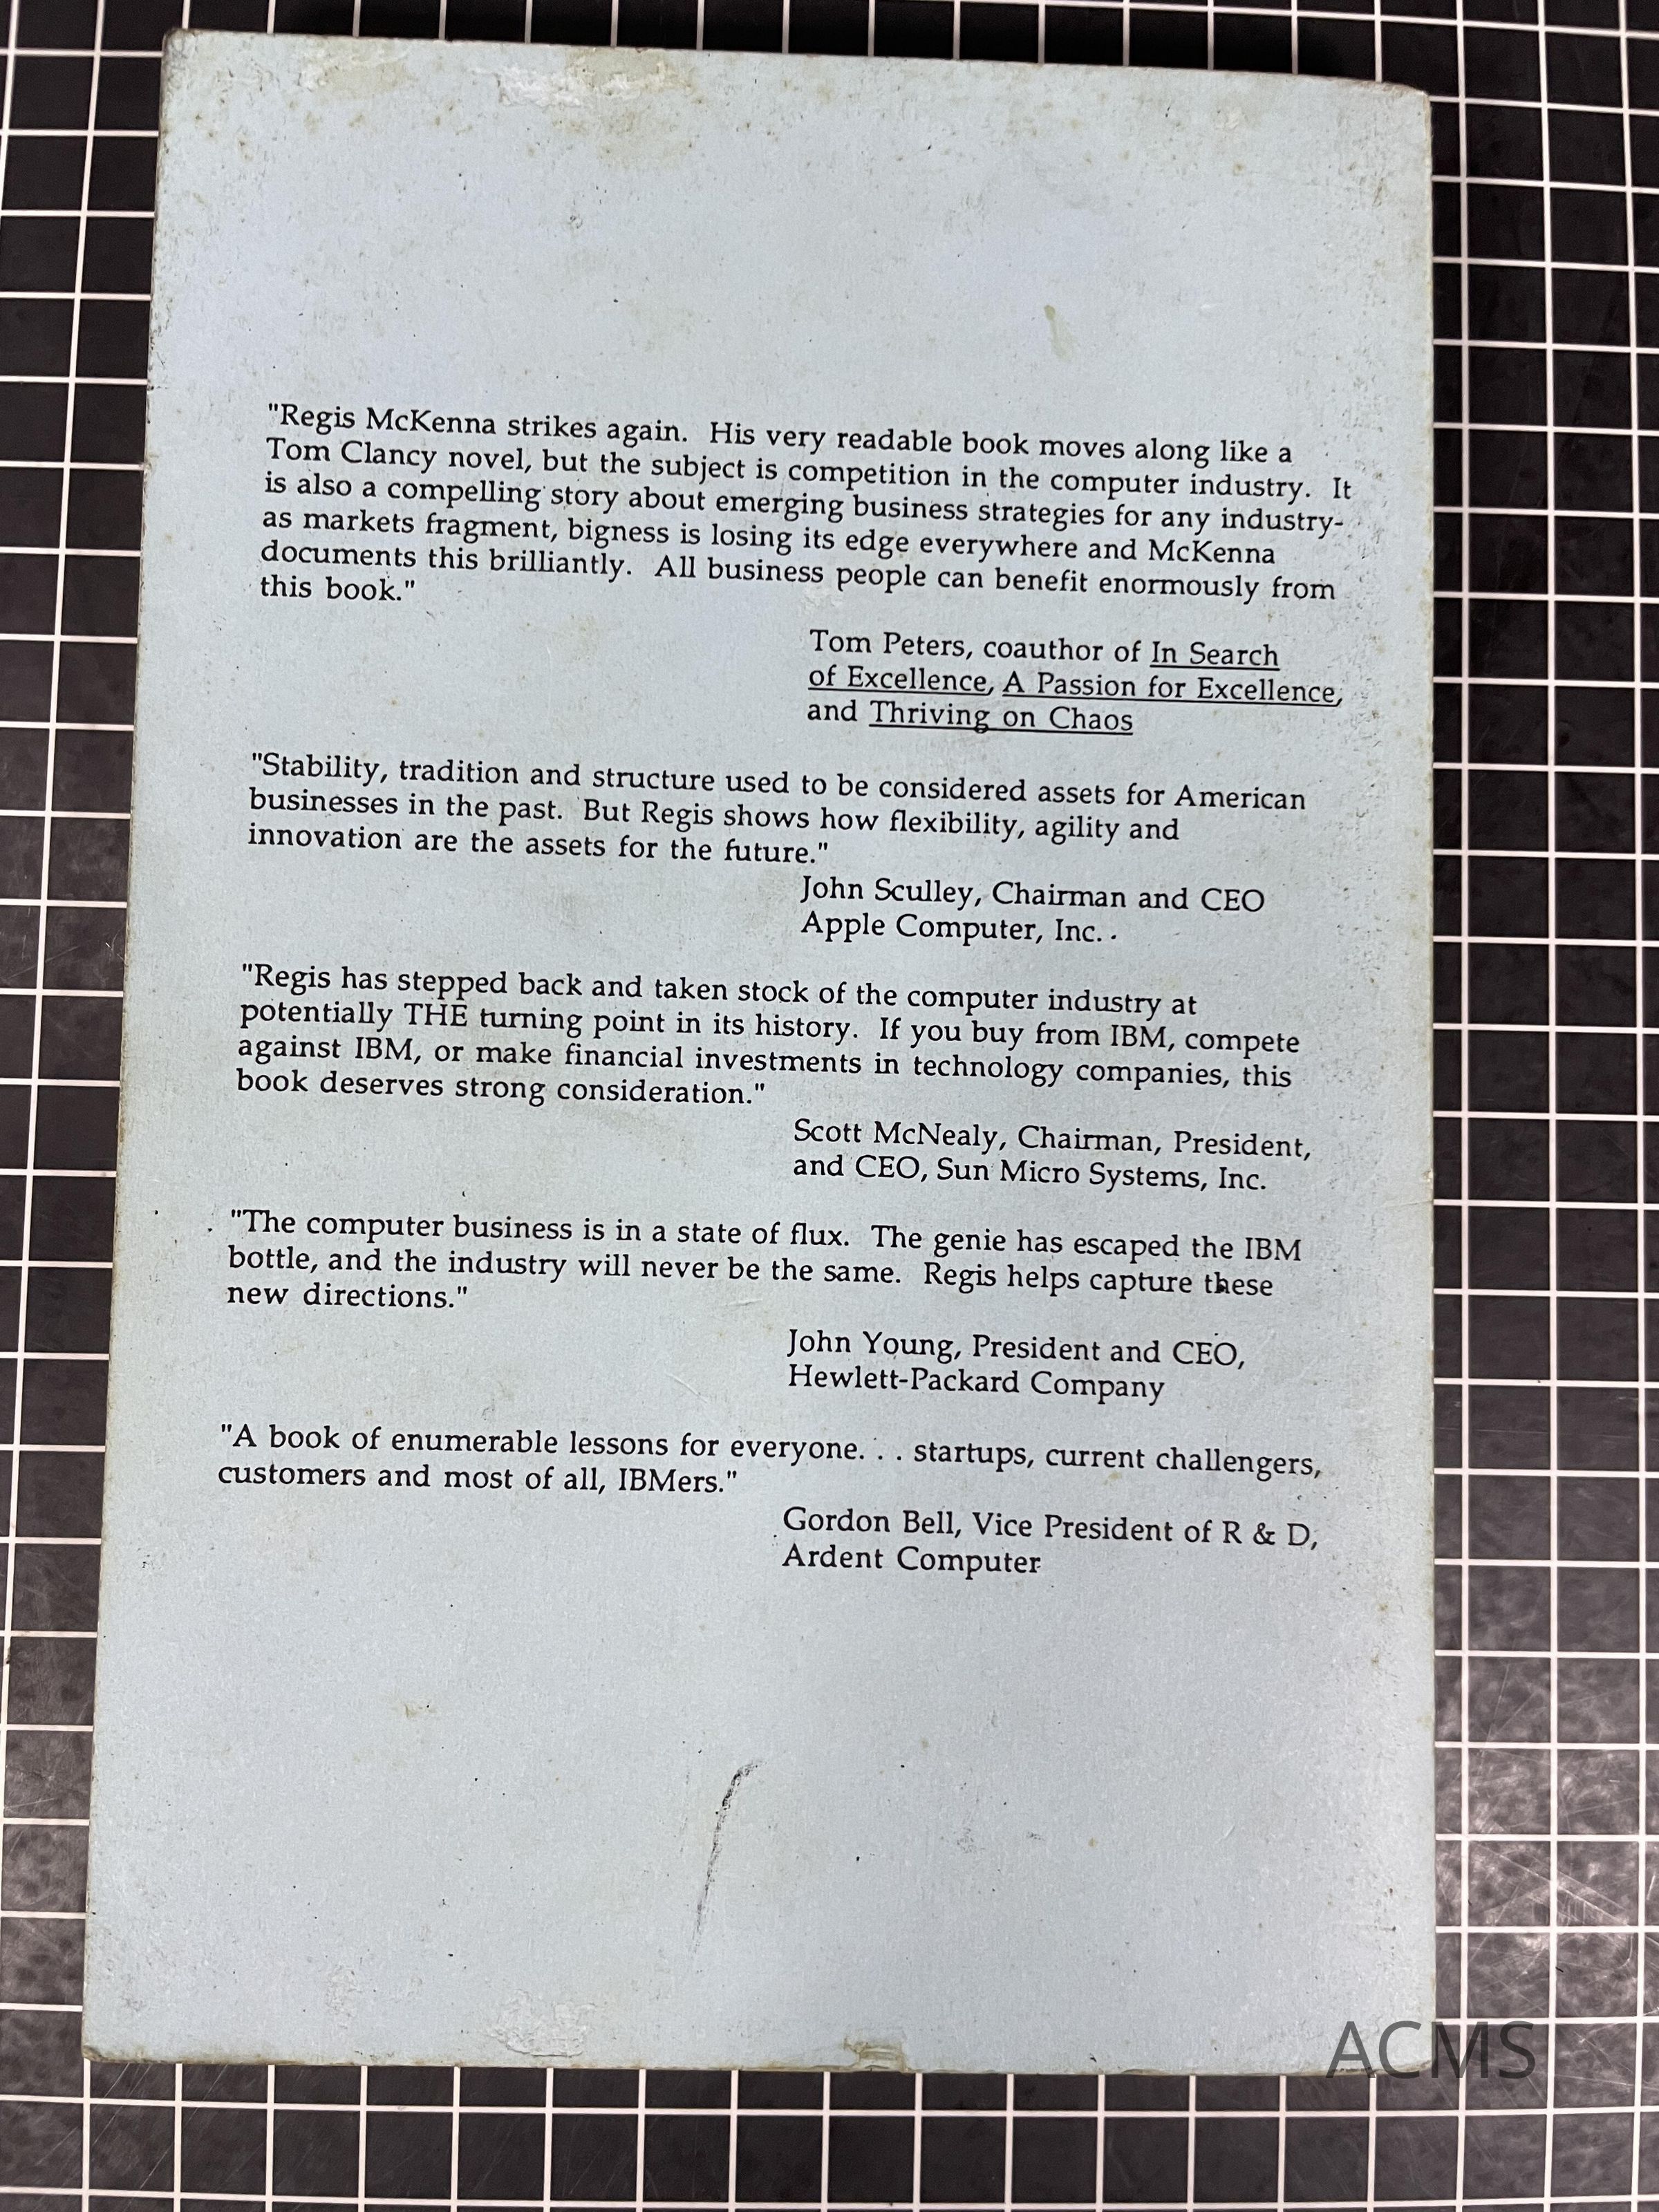 "Regis McKenna strikes again. His very readable book moves along like a
Tom Clancy novel, but the subject is competition in the computer industry. It
is also a compelling story about emerging business strategies for any industry-
as markets fragment, bigness is losing its edge everywhere and McKenna
documents this brilliantly. All business people can benefit enormously from
this book."
Tom Peters, coauthor of In Search
of Excellence, A Passion for Excellence,
and Thriving on Chaos
"Stability, tradition and structure used to be considered assets for American
businesses in the past. But Regis shows how flexibility, agility and
innovation are the assets for the future."
John Sculley, Chairman and CEO
Apple Computer, Inc.
"Regis has stepped back and taken stock of the computer industry at
potentially THE turning point in its history. If you buy from IBM, compete
against IBM, or make financial investments in technology companies, this
book deserves strong consideration."
Scott McNealy, Chairman, President,
and CEO, Sun Micro Systems, Inc.
"The computer business is in a state of flux. The genie has escaped the IBM
bottle, and the industry will never be the same. Regis helps capture these
new directions."
John Young, President and CEO,
Hewlett-Packard Company
"A book of enumerable lessons for everyone. . . startups, current challengers,
customers and most of all, IBMers."
Gordon Bell, Vice President of R & D,
Ardent Computer
ACMS